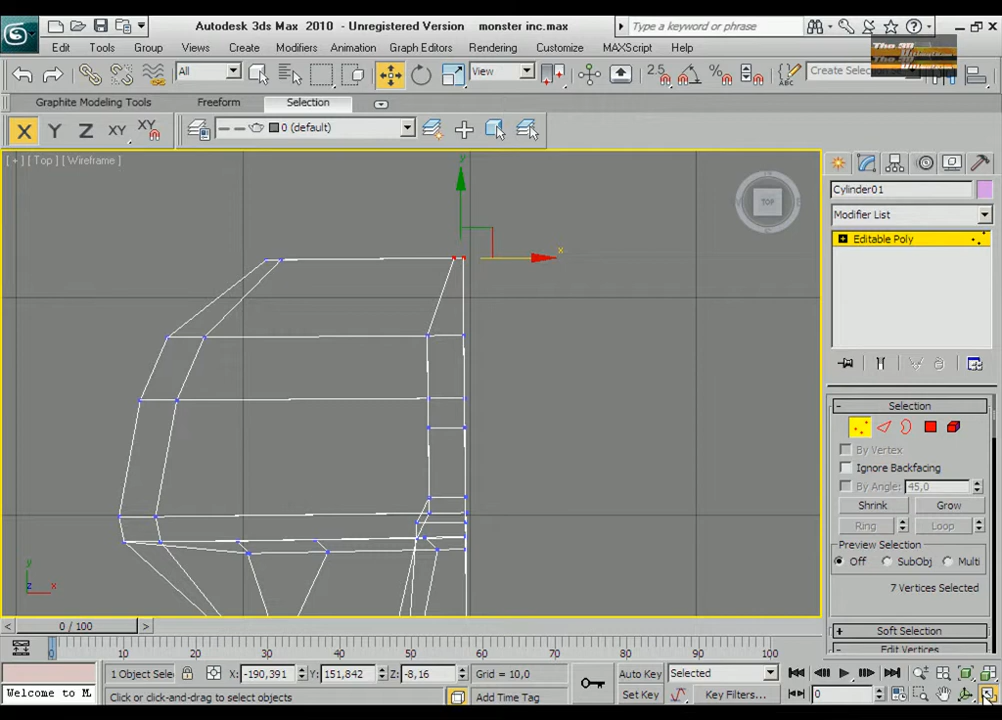 Autodesk 3ds Max 2010 - Unregistered Version monster inc.max
Type a keyword or phrase
Edit Tools Group Views Create Modifiers Animation Graph Editors Rendering Customize MAXScript Help
All View 2.5 Create Selection Se
Graphite Modeling Tools Freeform Selection
X Y Z XY XY 0 (default)
[ + ] [ Top ] [ Wireframe ]
TOP
y
x
Cylinder01
Modifier List
Editable Poly
Selection
By Vertex
Ignore Backfacing
By Angle: 45,0
Shrink Grow
Ring Loop
Preview Selection
Off SubObj Multi
7 Vertices Selected
Soft Selection
Edit Vertices
y
z x
0 / 100
0 10 20 30 40 50 60 70 80 90 100
1 Object Selec X: -190,391 Y: 151,842 Z: -8,16 Grid = 10,0 Auto Key Selected
Welcome to M. Click or click-and-drag to select objects Add Time Tag Set Key Key Filters... 0